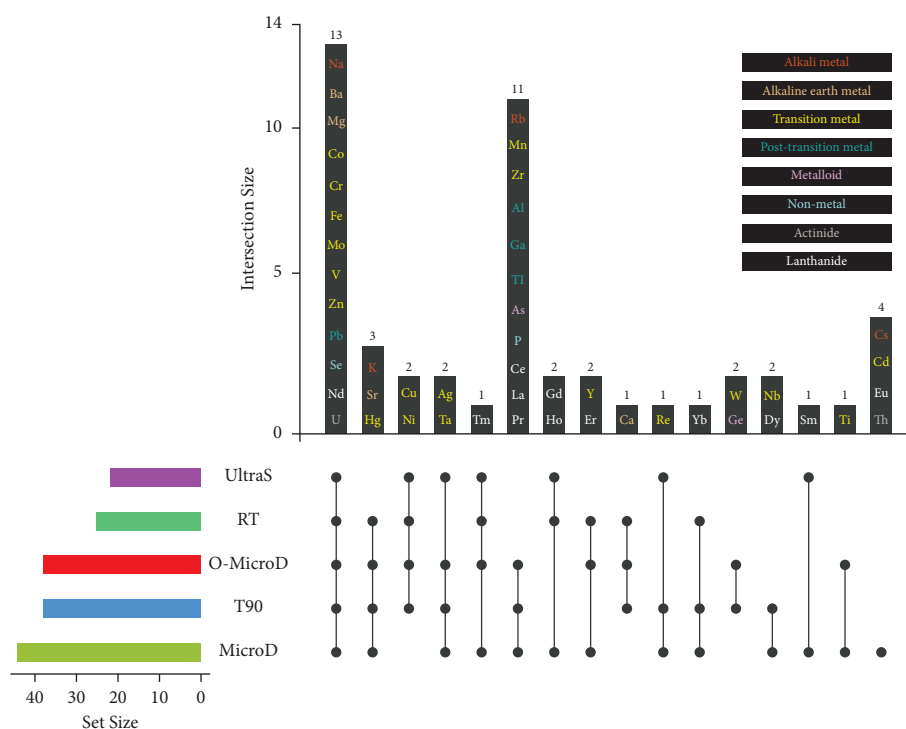 14
10
5
0
Intersection Size
13
Na
Ba
Mg
Co
Cr
Fe
Mo
V
Zn
Pb
Se
Nd
U
3
K
Sr
Hg
2
Cu
Ni
2
Ag
Ta
1
Tm
11
Rb
Mn
Zr
Al
Ga
TI
As
P
Ce
La
Pr
2
Gd
Ho
2
Y
Er
1
Ca
1
Re
1
Yb
2
W
Ge
2
Nb
Dy
1
Sm
1
Ti
4
Cs
Cd
Eu
Th
Alkali metal
Alkaline earth metal
Transition metal
Post-transition metal
Metalloid
Non-metal
Actinide
Lanthanide
UltraS
RT
O-MicroD
T90
MicroD
40 30 20 10 0
Set Size